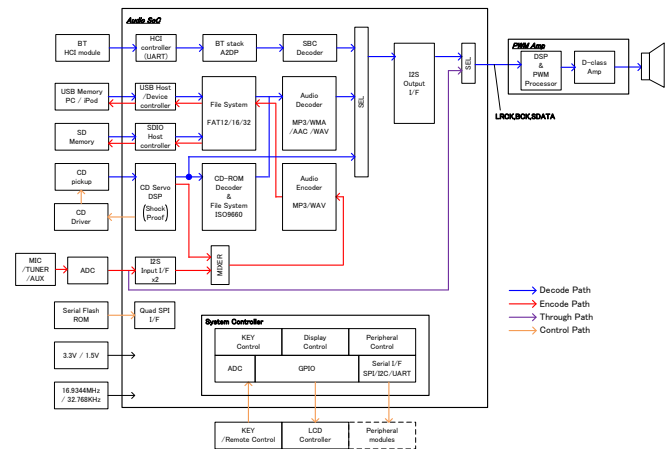 Audio SoC
BT
HCI module
HCI
controller
(UART)
BT stack
A2DP
SBC
Decoder
USB Memory
PC / iPod
USB Host
/Device
controller
File System
FAT12/16/32
Audio
Decoder
MP3/WMA
/AAC /WAV
SEL
I2S
Output
I/F
SEL
PWM Amp
DSP
&
PWM
Processor
D-class
Amp
LRCK,BCK,SDATA
SD
Memory
SDIO
Host
controller
CD
pickup
CD Servo
DSP
(Shock
Proof)
CD-ROM
Decoder
&
File System
ISO9660
Audio
Encoder
MP3/WAV
CD
Driver
MIC
/TUNER
/AUX
ADC
I2S
Input I/F
x2
MIXER
Decode Path
Encode Path
Through Path
Control Path
Serial Flash
ROM
Quad SPI
I/F
3.3V / 1.5V
16.9344MHz
/ 32.768KHz
System Controller
KEY
Control
Display
Control
Peripheral
Control
ADC
GPIO
Serial I/F
SPI/I2C/UART
KEY
/Remote Control
LCD
Controller
Peripheral
modules